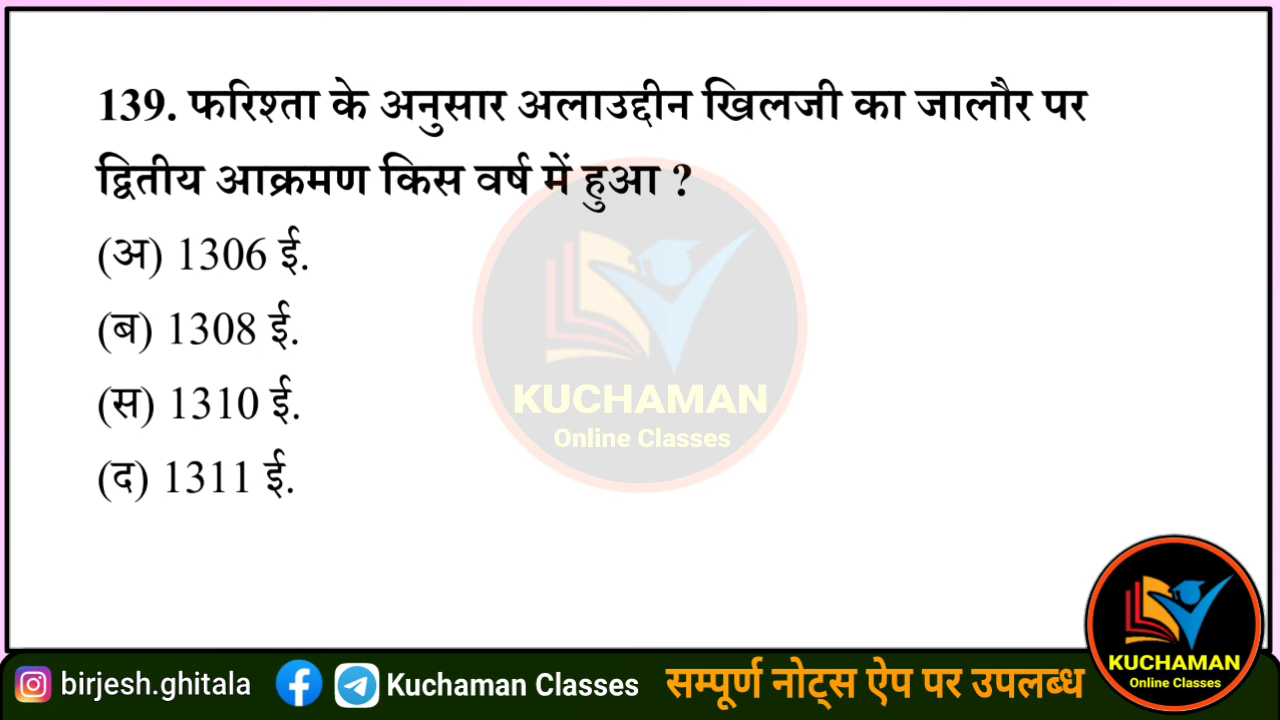 139. फरिश्ता के अनुसार अलाउद्दीन खिलजी का जालौर पर
द्वितीय आक्रमण किस वर्ष में हुआ ?
(अ) 1306 ई.
(ब) 1308 ई.
(स) 1310 ई.
(द) 1311 ई.
KUCHAMAN
Online Classes
KUCHAMAN
Online Classes
birjesh.ghitala Kuchaman Classes सम्पूर्ण नोट्स ऐप पर उपलब्ध